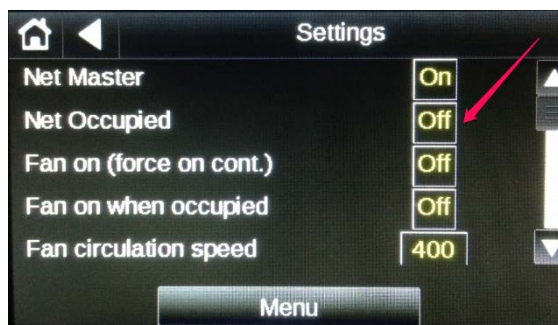 Settings
Net Master On
Net Occupied Off
Fan on (force on cont.) Off
Fan on when occupied Off
Fan circulation speed 400
Menu